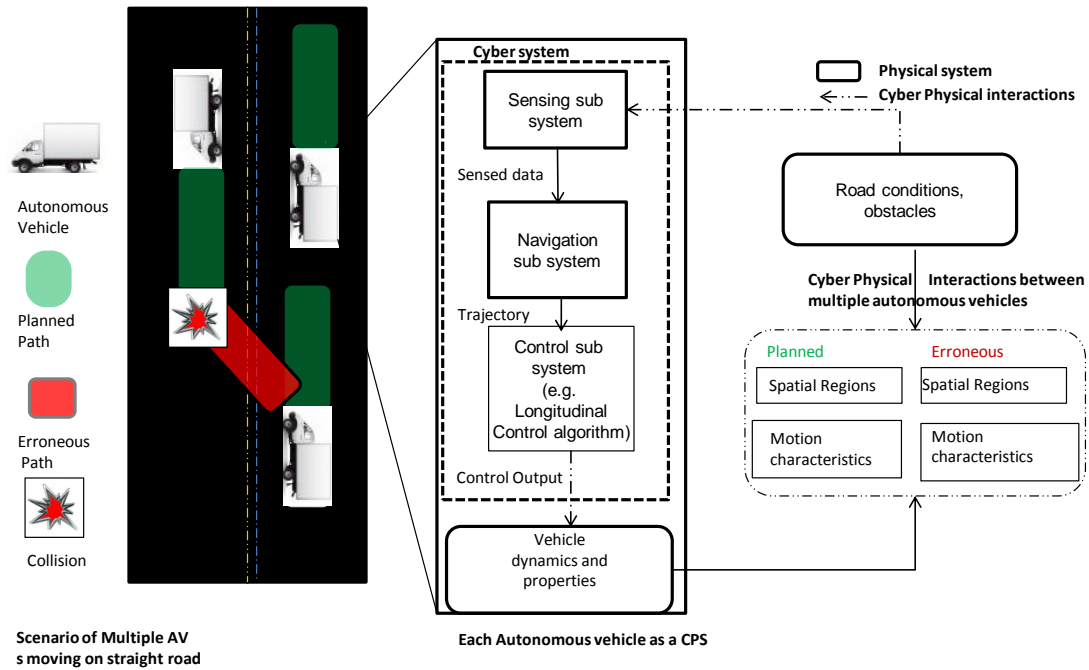 Autonomous
Vehicle
Planned
Path
Erroneous
Path
Collision
Scenario of Multiple AV
s moving on straight road
Cyber system
Sensing sub
system
Sensed data
Navigation
sub system
Trajectory
Control sub
system
(e.g.
Longitudinal
Control algorithm)
Control Output
Vehicle
dynamics and
properties
Each Autonomous vehicle as a CPS
Physical system
Cyber Physical interactions
Road conditions,
obstacles
Cyber Physical Interactions between
multiple autonomous vehicles
Planned
Erroneous
Spatial Regions
Spatial Regions
Motion
characteristics
Motion
characteristics